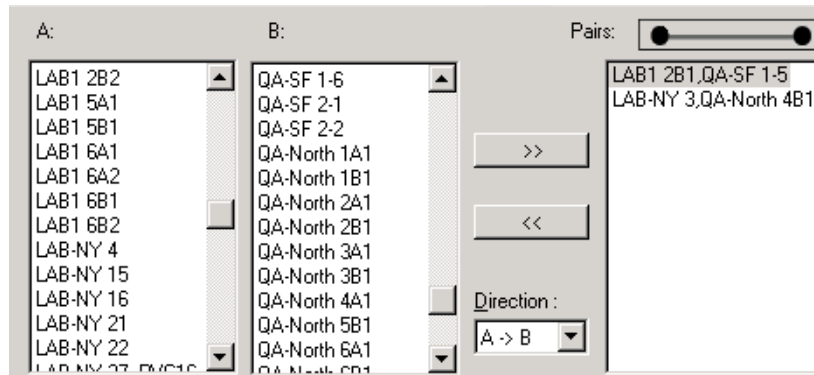 A:
LAB1 2B2
LAB1 5A1
LAB1 5B1
LAB1 6A1
LAB1 6A2
LAB1 6B1
LAB1 6B2
LAB-NY 4
LAB-NY 15
LAB-NY 16
LAB-NY 21
LAB-NY 22
B:
QA-SF 1-6
QA-SF 2-1
QA-SF 2-2
QA-North 1A1
QA-North 1B1
QA-North 2A1
QA-North 2B1
QA-North 3A1
QA-North 3B1
QA-North 4A1
QA-North 5B1
QA-North 6A1
>>
<<
Direction :
A -> B
Pairs:
LAB1 2B1,QA-SF 1-5
LAB-NY 3,QA-North 4B1